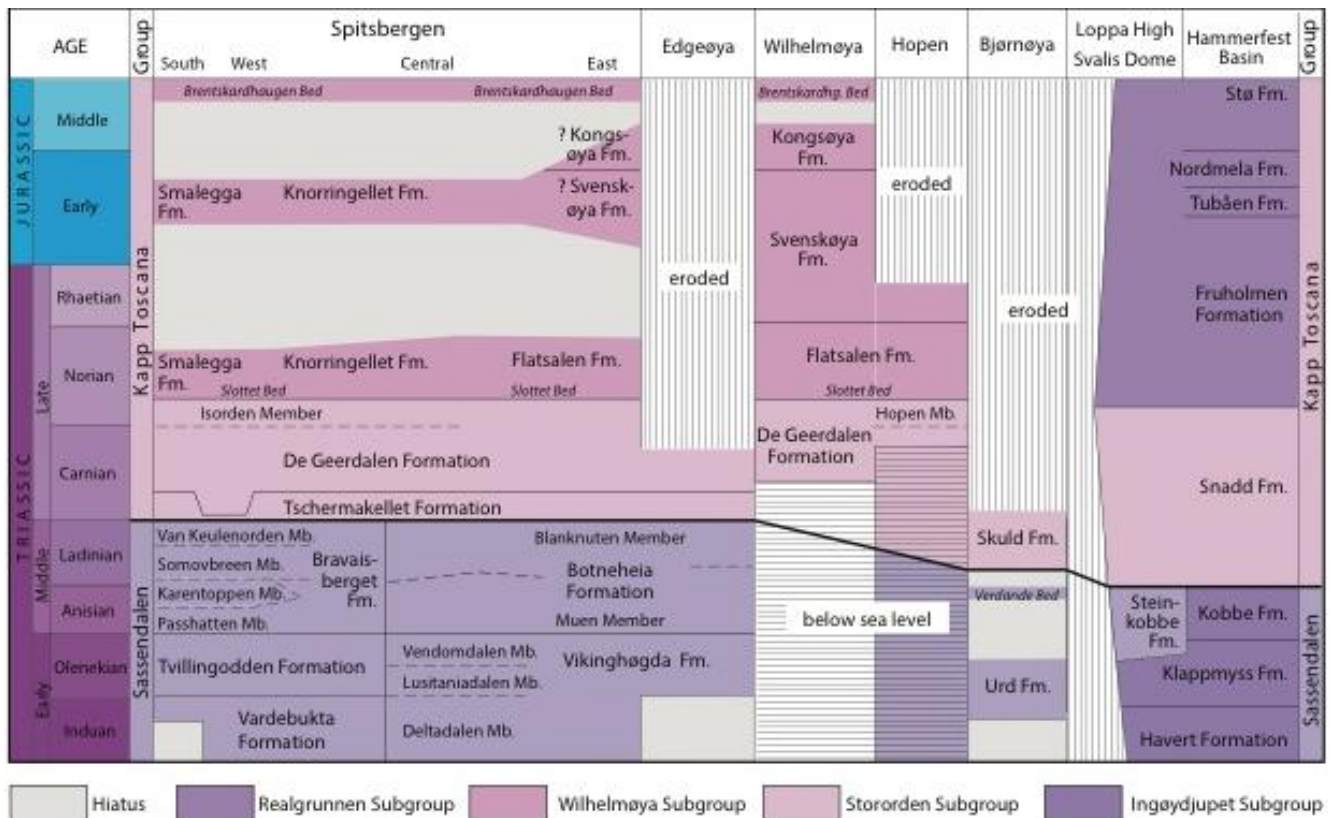 AGE
Group
Spitsbergen
South West Central East
Edgeøya
Wilhelmøya
Hopen
Bjørnøya
Loppa High
Svalis Dome
Hammerfest
Basin
Group
JURASSIC
Middle
Early
TRIASSIC
Late
Rhaetian
Norian
Carnian
Middle
Ladinian
Anisian
Early
Olenekian
Induan
Kapp Toscana
Sassendalen
Brentskardhaugen Bed
Brentskardhaugen Bed
? Kongs-
øya Fm.
Smalegga
Fm.
Knorringellet Fm.
? Svensk-
øya Fm.
Smalegga
Fm.
Knorringellet Fm.
Flatsalen Fm.
Slottet Bed
Slottet Bed
Isorden Member
De Geerdalen Formation
Tschermakellet Formation
Van Keulenorden Mb.
Somovbreen Mb.
Karentoppen Mb.
Passhatten Mb.
Bravais-
berget
Fm.
Blanknuten Member
Botneheia
Formation
Muen Member
Tvillingodden Formation
Vendomdalen Mb.
Lusitaniadalen Mb.
Vikinghøgda Fm.
Vardebukta
Formation
Deltadalen Mb.
eroded
Brentskardhg. Bed
Kongsøya
Fm.
Svenskøya
Fm.
Flatsalen Fm.
Slottet Bed
Hopen Mb.
De Geerdalen
Formation
below sea level
eroded
eroded
Skuld Fm.
Verdande Bed
Urd Fm.
Stø Fm.
Nordmela Fm.
Tubåen Fm.
Fruholmen
Formation
Snadd Fm.
Stein-
kobbe
Fm.
Kobbe Fm.
Klappmyss Fm.
Havert Formation
Kapp Toscana
Sassendalen
Hiatus
Realgrunnen Subgroup
Wilhelmøya Subgroup
Stororden Subgroup
Ingøydjupet Subgroup